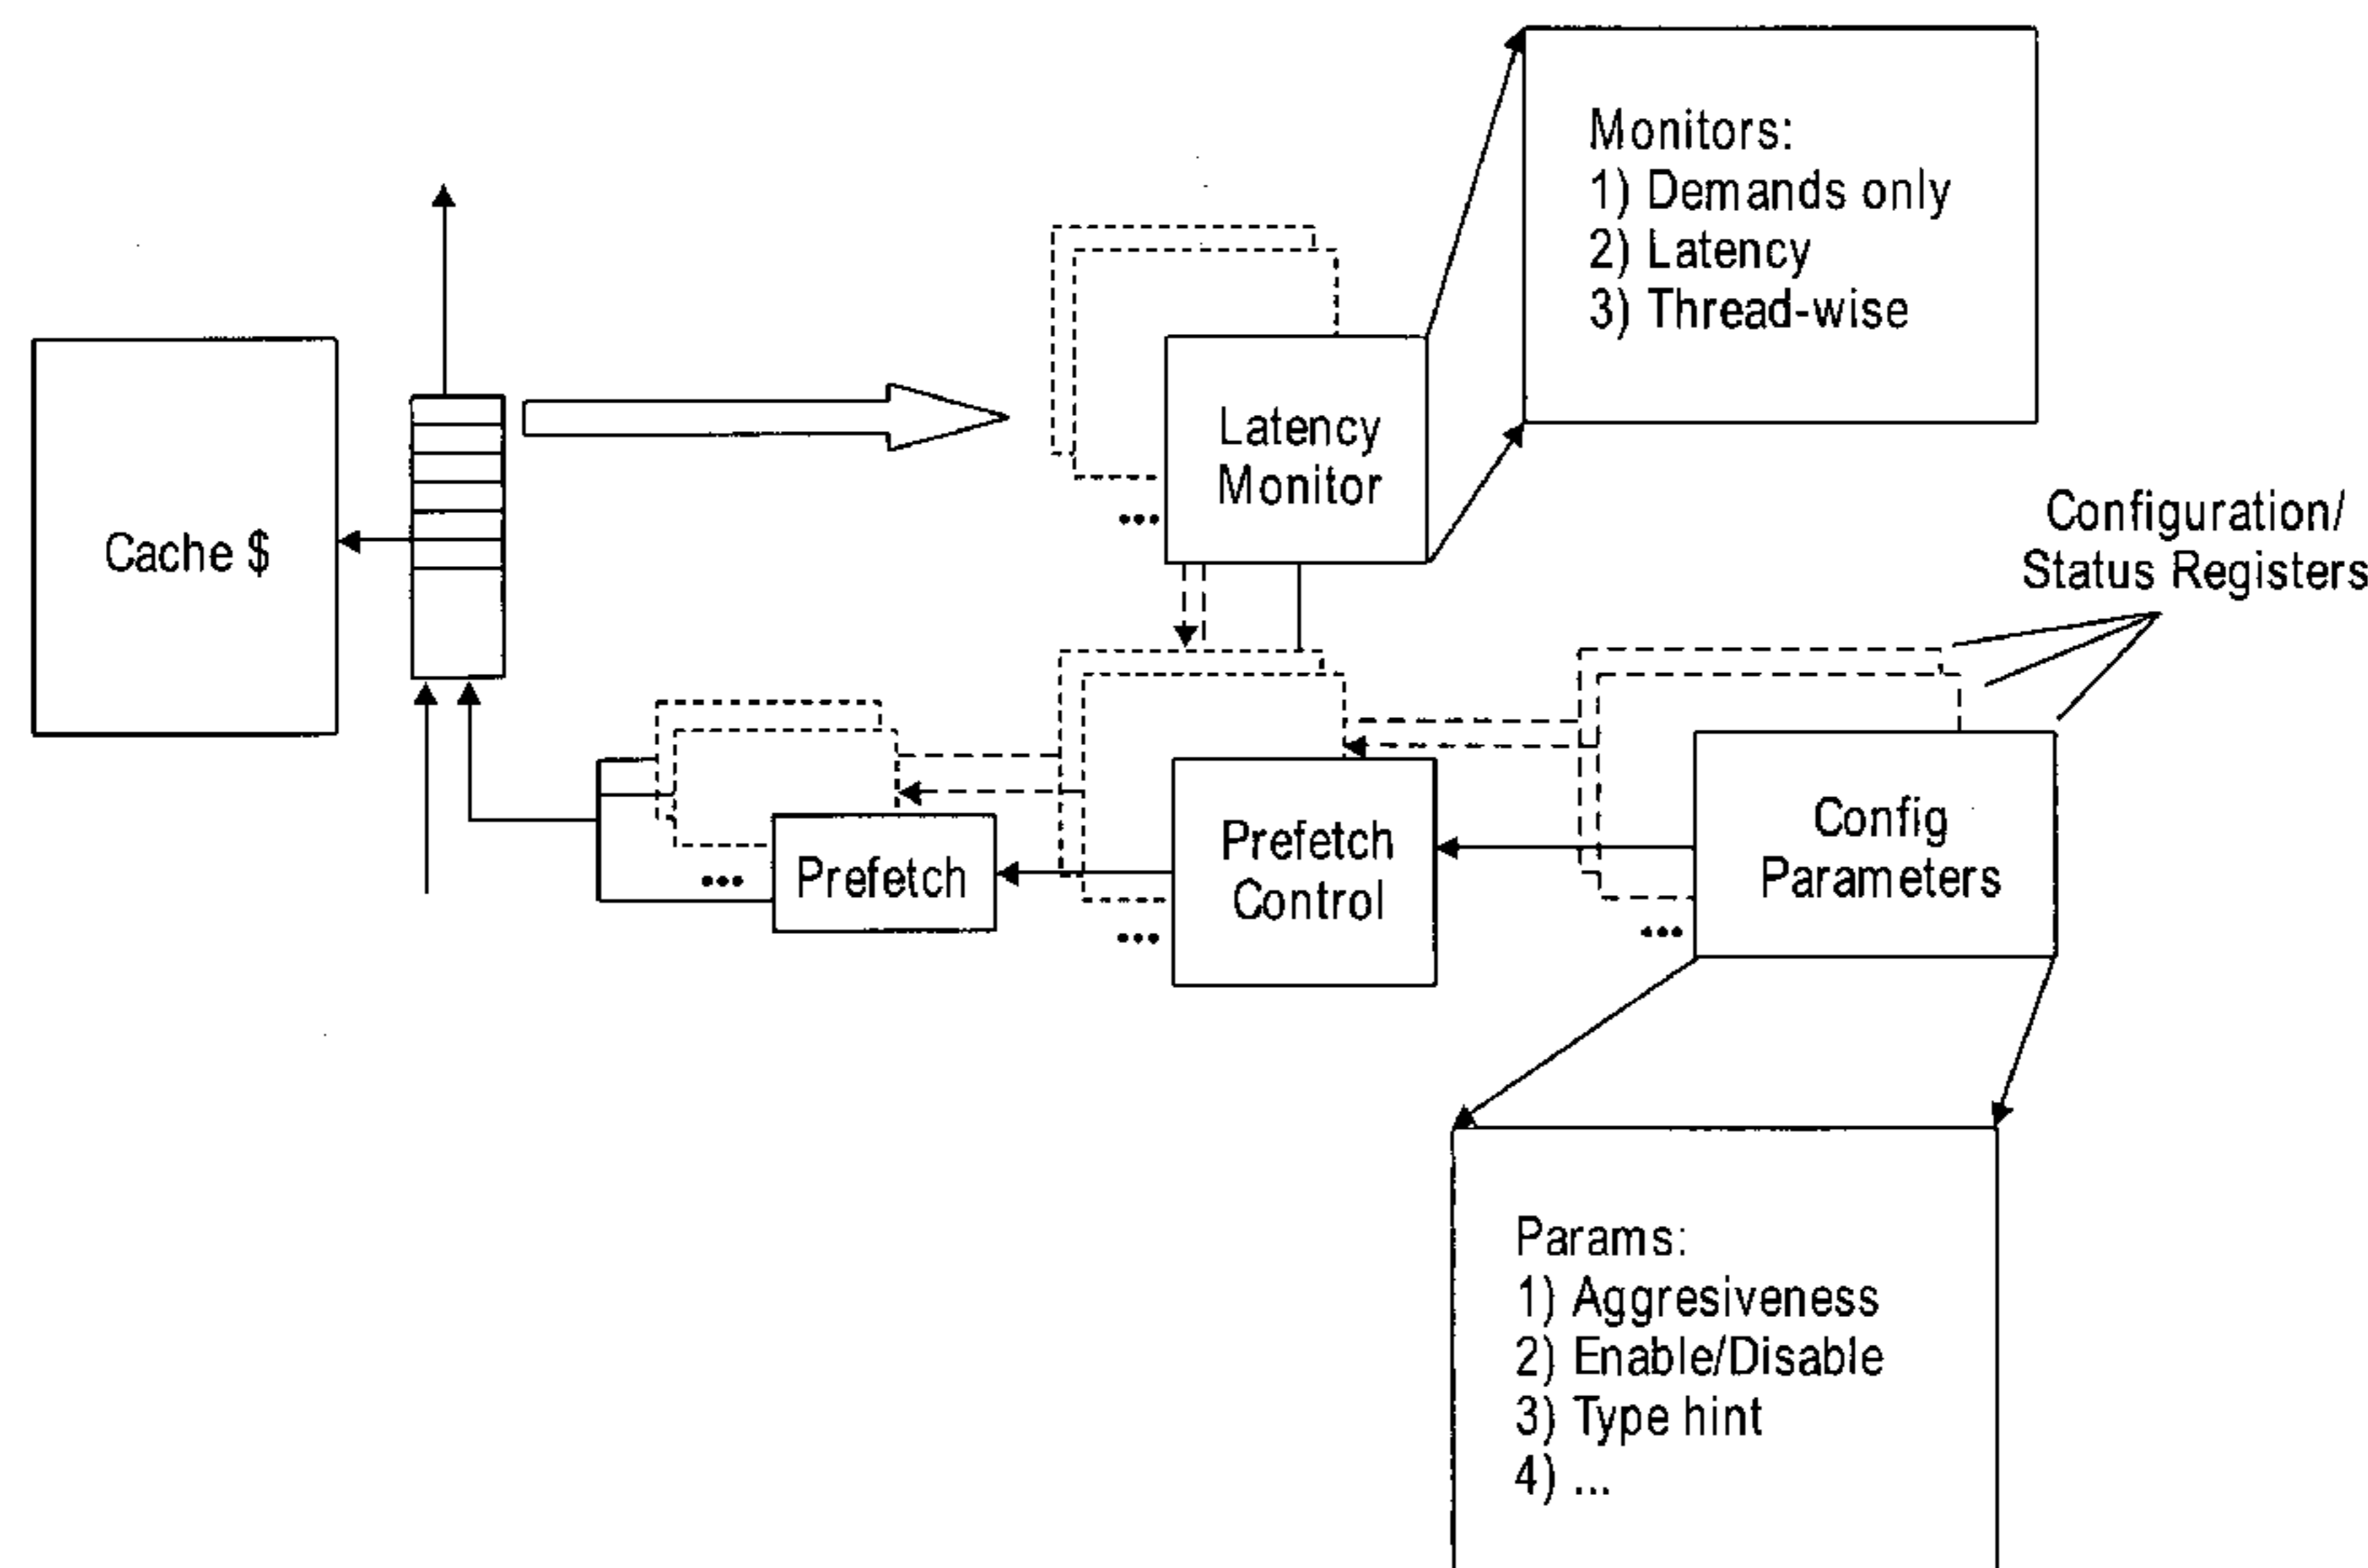 Monitors:
1) Demands only
2) Latency
3) Thread-wise
Latency
Monitor
...
Configuration/
Status Registers
Cache $
Prefetch
...
Prefetch
Control
...
Config
Parameters
...
Params:
1) Aggresiveness
2) Enable/Disable
3) Type hint
4) ...